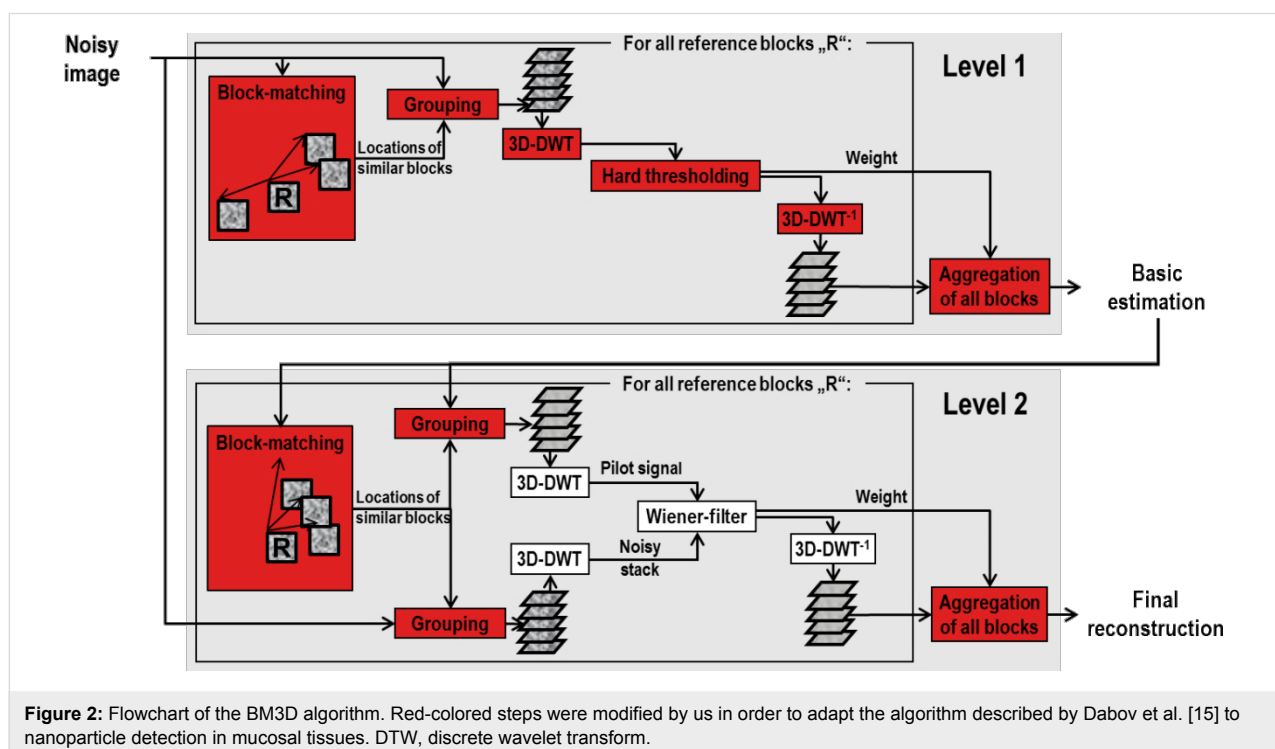 Noisy
image
For all reference blocks „R“:
Level 1
Block-matching
Grouping
Locations of
similar blocks
R
3D-DWT
Hard thresholding
Weight
3D-DWT-1
Aggregation
of all blocks
Basic
estimation
For all reference blocks „R“:
Level 2
Block-matching
Grouping
Locations of
similar blocks
R
3D-DWT
Pilot signal
Wiener-filter
Weight
3D-DWT
Noisy
stack
3D-DWT-1
Grouping
Aggregation
of all blocks
Final
reconstruction
Figure 2: Flowchart of the BM3D algorithm. Red-colored steps were modified by us in order to adapt the algorithm described by Dabov et al. [15] to
nanoparticle detection in mucosal tissues. DTW, discrete wavelet transform.